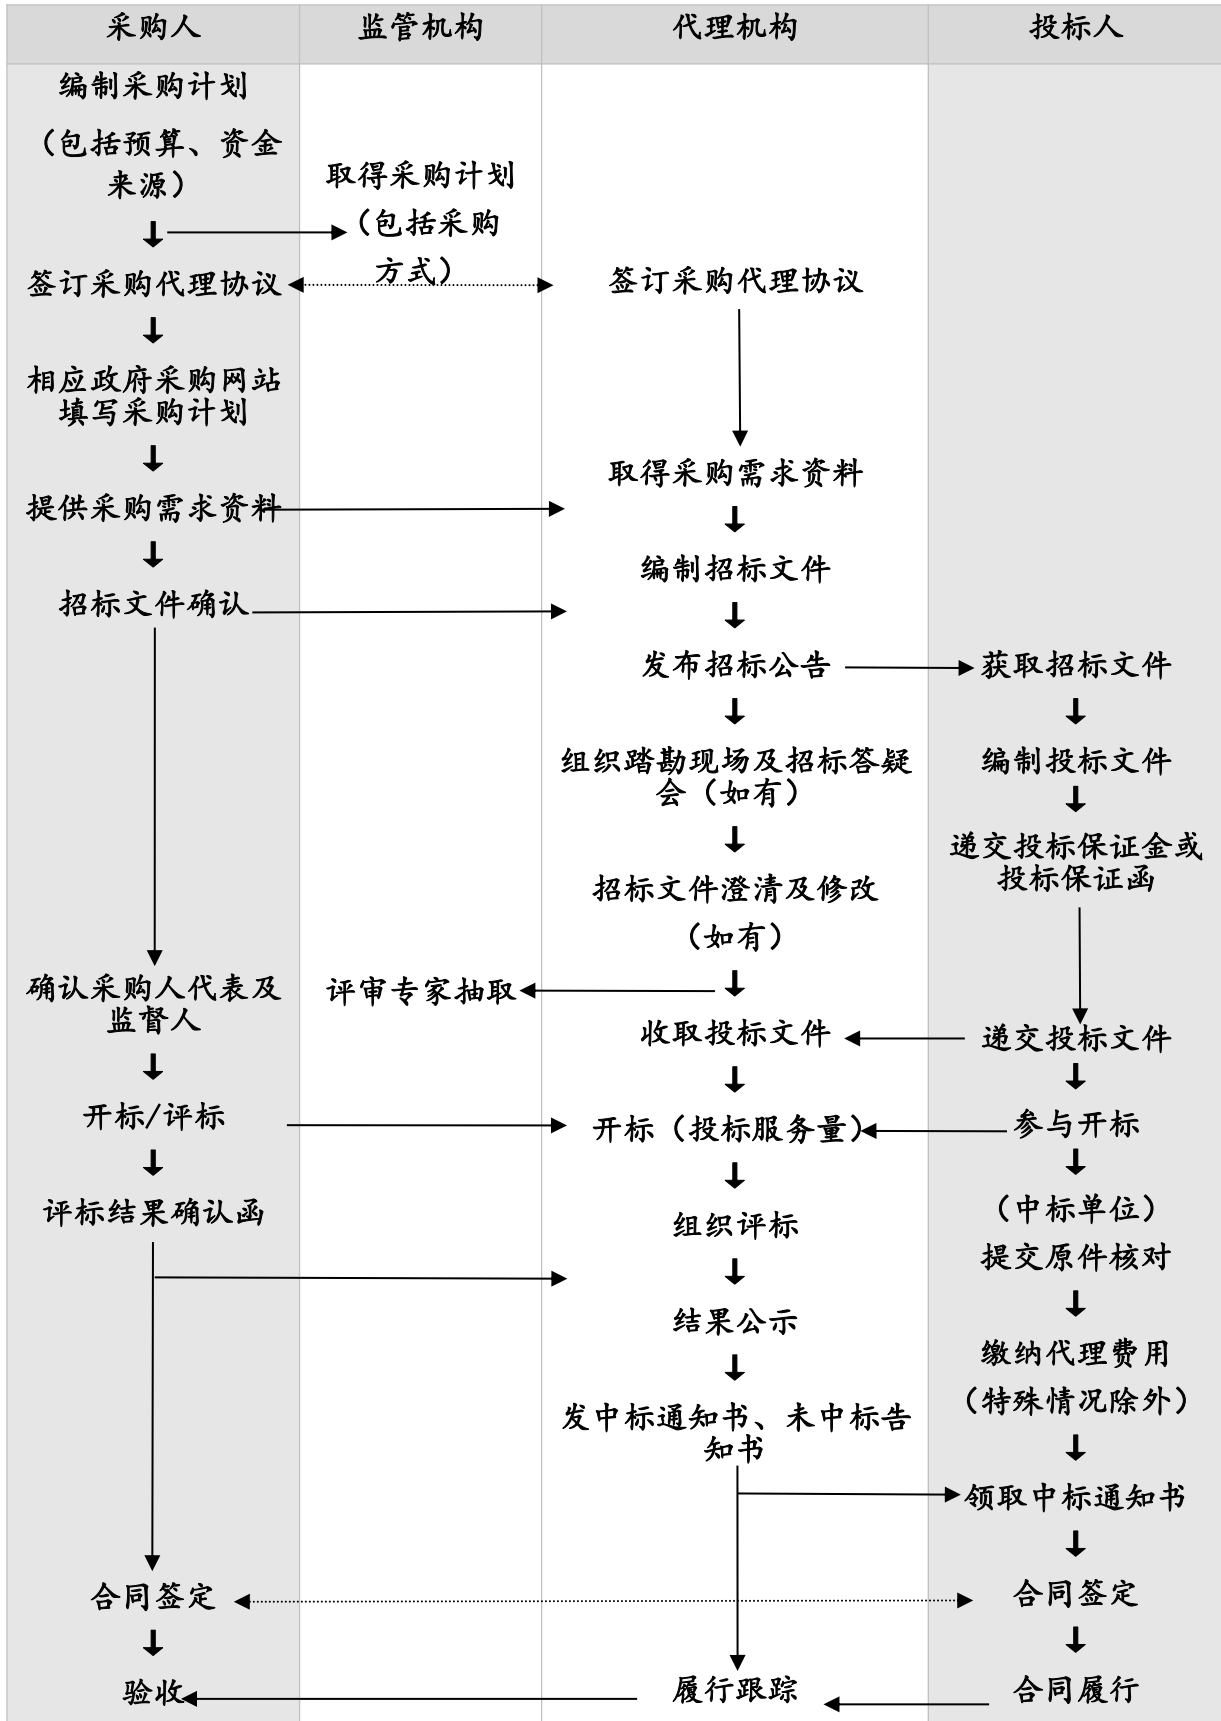 采购人
监管机构
代理机构
投标人
编制采购计划
（包括预算、资金
来源）
签订采购代理协议
相应政府采购网站
填写采购计划
提供采购需求资料
招标文件确认
确认采购人代表及
监督人
开标/评标
评标结果确认函
合同签定
验收
取得采购计划
（包括采购
方式）
评审专家抽取
签订采购代理协议
取得采购需求资料
编制招标文件
发布招标公告
组织踏勘现场及招标答疑
会（如有）
招标文件澄清及修改
（如有）
收取投标文件
开标（投标服务量）
组织评标
结果公示
发中标通知书、未中标告
知书
履行跟踪
获取招标文件
编制投标文件
递交投标保证金或
投标保证函
递交投标文件
参与开标
（中标单位）
提交原件核对
缴纳代理费用
（特殊情况除外）
领取中标通知书
合同签定
合同履行